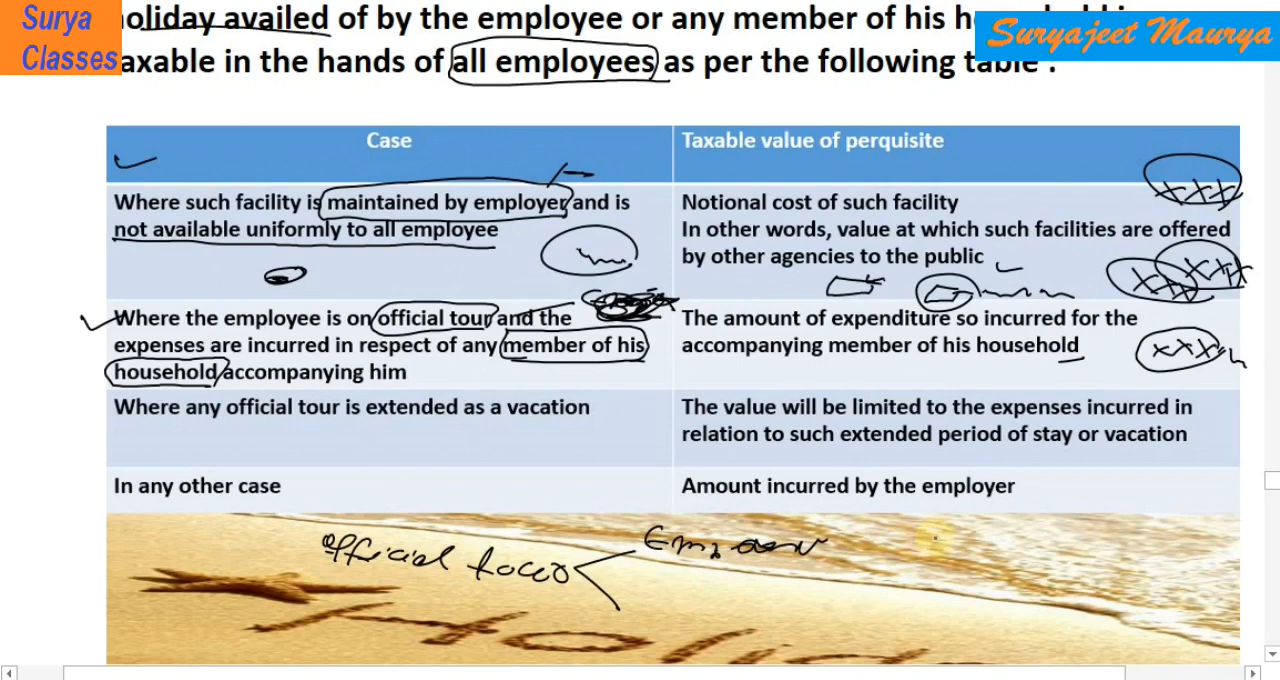 Surya
Classes
Suryajeet Maurya
holiday availed of by the employee or any member of his
axable in the hands of all employees as per the following table :
Case
Taxable value of perquisite
Where such facility is maintained by employer and is
not available uniformly to all employee
Notional cost of such facility
In other words, value at which such facilities are offered
by other agencies to the public
xxx
xxx
xxx
Where the employee is on official tour and the
expenses are incurred in respect of any member of his
household accompanying him
The amount of expenditure so incurred for the
accompanying member of his household
xxx
Where any official tour is extended as a vacation
The value will be limited to the expenses incurred in
relation to such extended period of stay or vacation
In any other case
Amount incurred by the employer
official